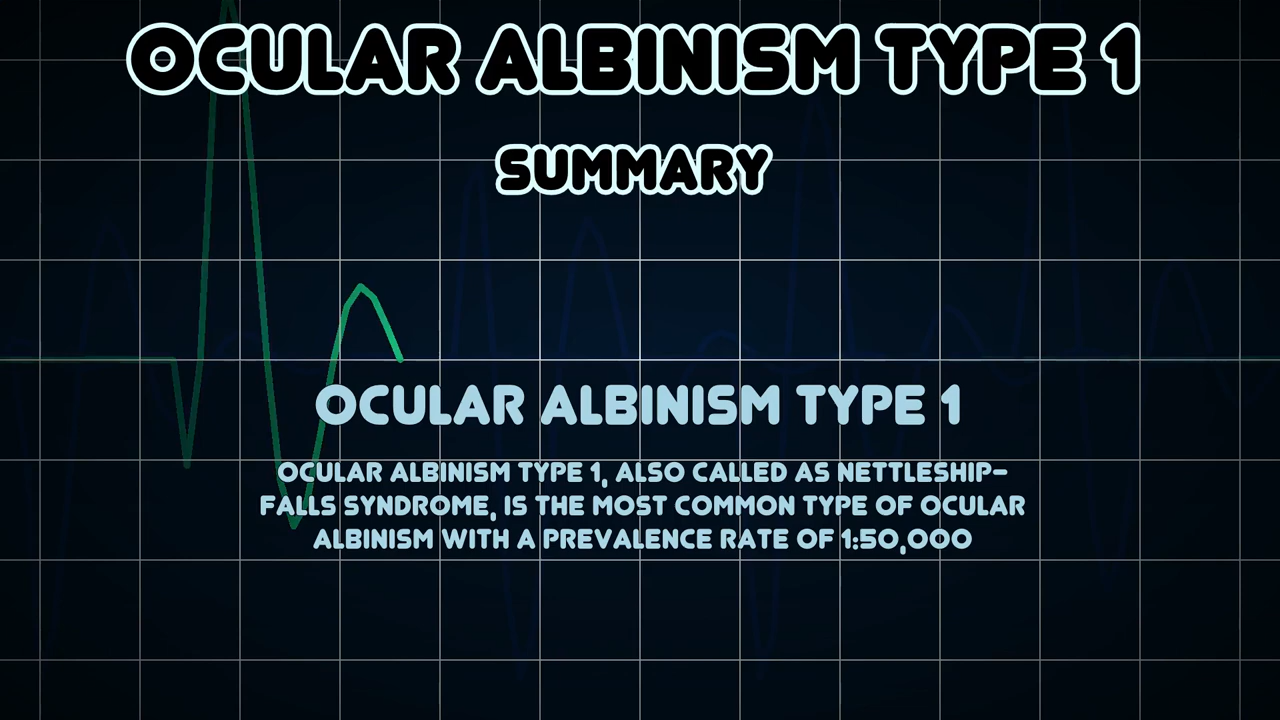 OCULAR ALBINISM TYPE 1
SUMMARY
OCULAR ALBINISM TYPE 1
OCULAR ALBINISM TYPE 1, ALSO CALLED AS NETTLESHIP-
FALLS SYNDROME, IS THE MOST COMMON TYPE OF OCULAR
ALBINISM WITH A PREVALENCE RATE OF 1:50,000